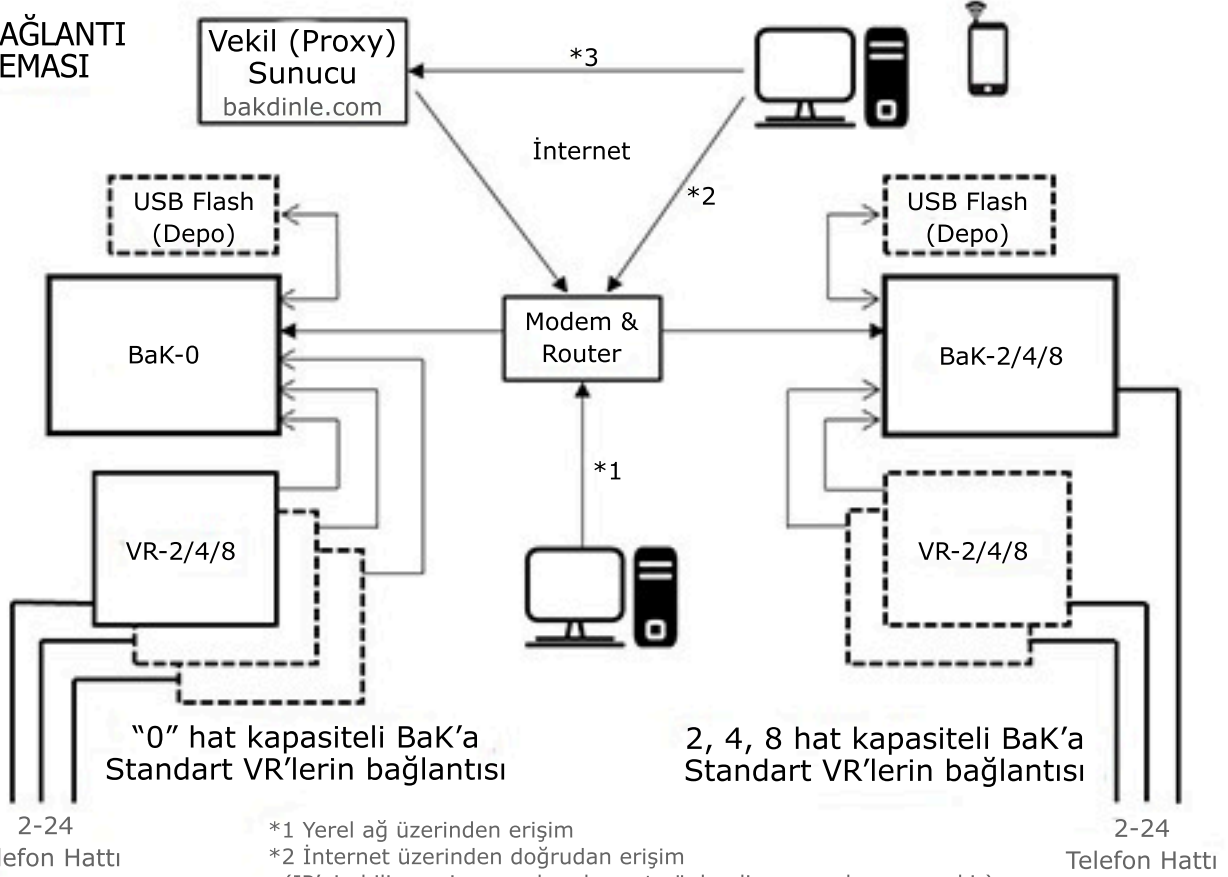 AĞLANTI
EMASI
Vekil (Proxy)
Sunucu
bakdinle.com
*3
İnternet
*2
USB Flash
(Depo)
USB Flash
(Depo)
Modem &
Router
BaK-0
BaK-2/4/8
*1
VR-2/4/8
VR-2/4/8
“0” hat kapasiteli BaK’a
Standart VR’lerin bağlantısı
2, 4, 8 hat kapasiteli BaK’a
Standart VR’lerin bağlantısı
2-24
lefon Hattı
2-24
Telefon Hattı
*1 Yerel ağ üzerinden erişim
*2 İnternet üzerinden doğrudan erişim